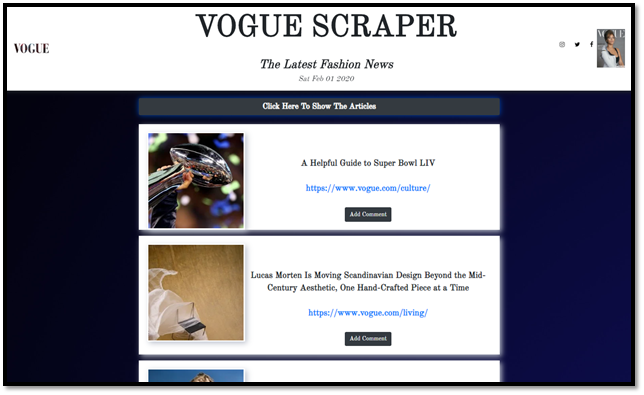 VOGUE SCRAPER
VOGUE
The Latest Fashion News
Sat Feb 01 2020
VOGUE
Click Here To Show The Articles
A Helpful Guide to Super Bowl LIV
https://www.vogue.com/culture/
Add Comment
Lucas Morten Is Moving Scandinavian Design Beyond the Mid-
Century Aesthetic, One Hand-Crafted Piece at a Time
https://www.vogue.com/living/
Add Comment